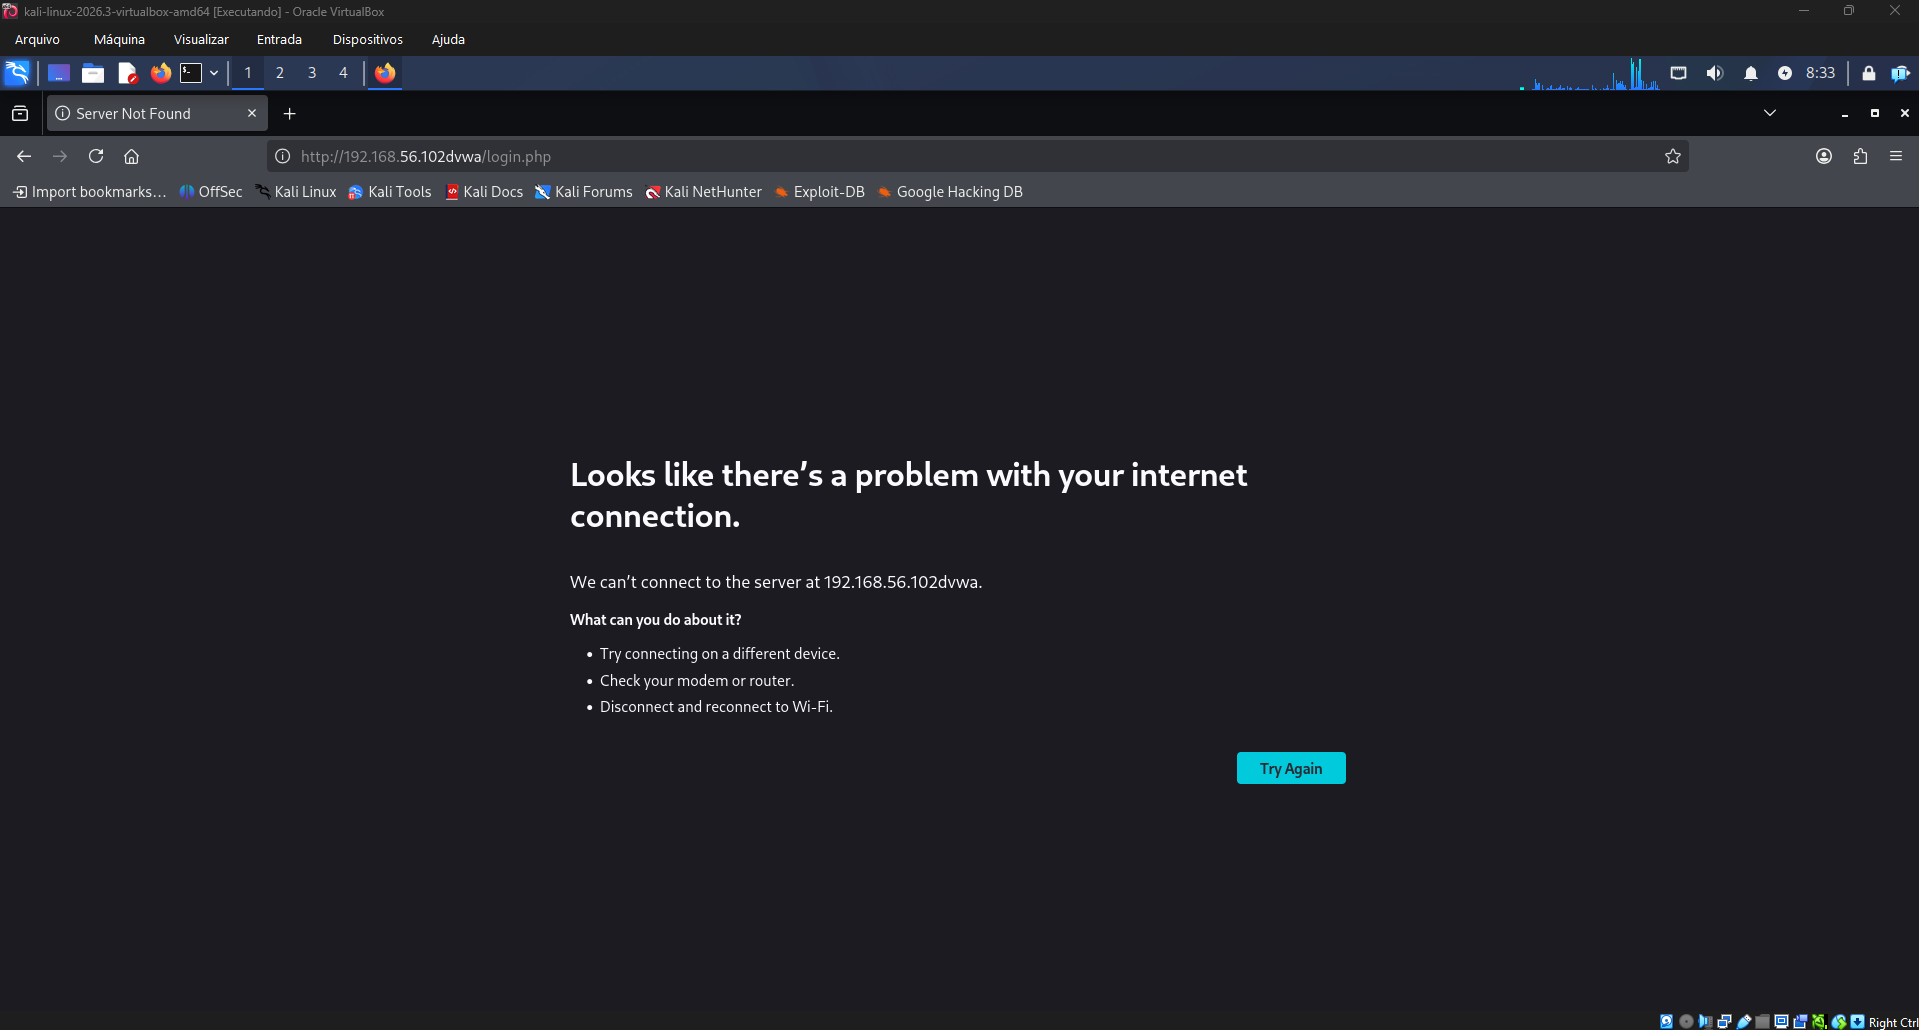 kali-linux-2026.3-virtualbox-amd64 [Executando] - Oracle VirtualBox
Arquivo Máquina Visualizar Entrada Dispositivos Ajuda
1 2 3 4 8:33
Server Not Found
http://192.168.56.102dvwa/login.php
Import bookmarks... OffSec Kali Linux Kali Tools Kali Docs Kali Forums Kali NetHunter Exploit-DB Google Hacking DB
Looks like there’s a problem with your internet
connection.
We can’t connect to the server at 192.168.56.102dvwa.
What can you do about it?
• Try connecting on a different device.
• Check your modem or router.
• Disconnect and reconnect to Wi-Fi.
Try Again
Right Ctrl